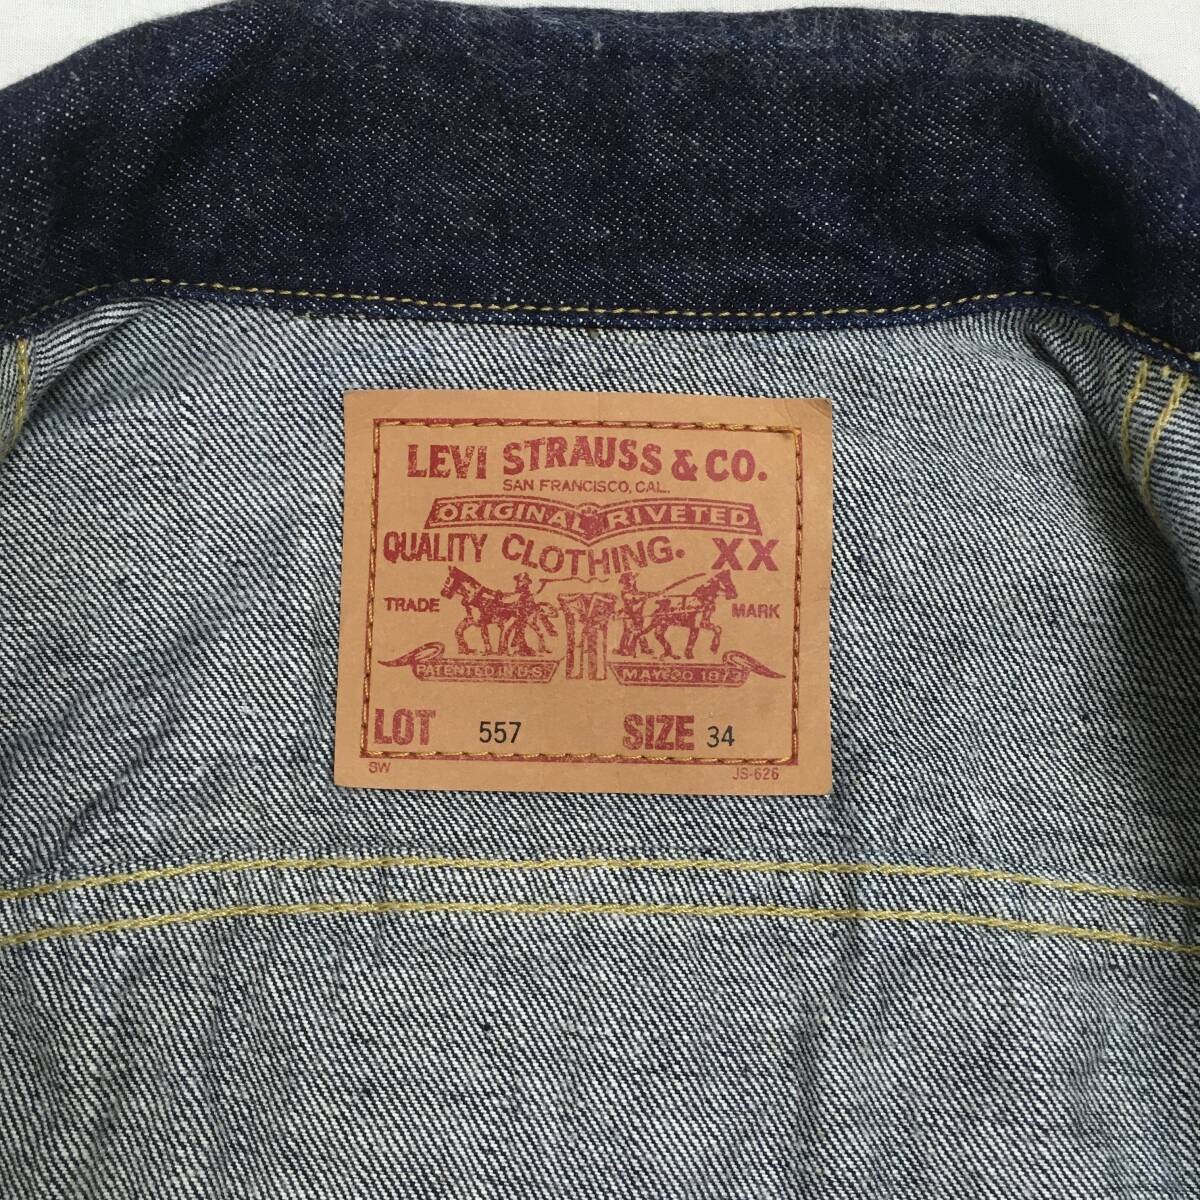 LEVI STRAUSS & CO.
SAN FRANCISCO, CAL.
ORIGINAL RIVETED
QUALITY CLOTHING. XX
TRADE MARK
PATENTED IN U.S. MAY 20 1873
LOT 557 SIZE 34
SW JS-626